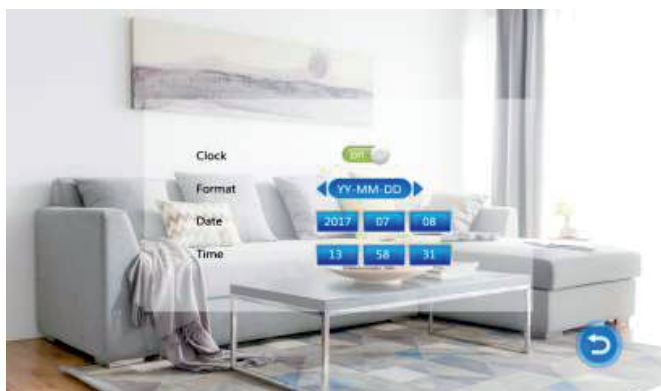 Clock on
Format YY-MM-DD
Date 2017 07 08
Time 13 58 31